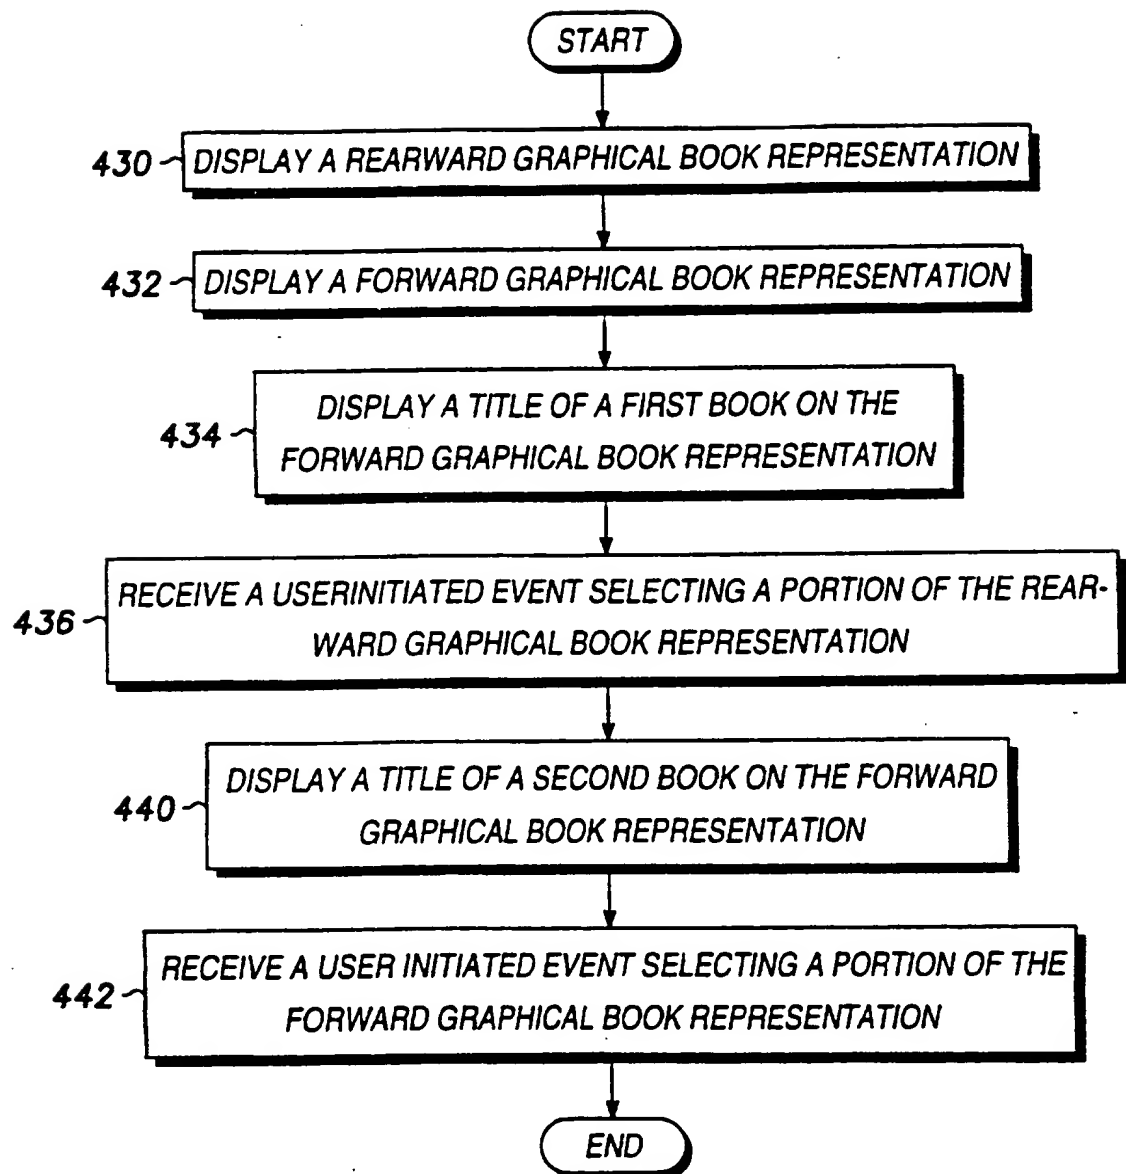 START
430 DISPLAY A REARWARD GRAPHICAL BOOK REPRESENTATION
432 DISPLAY A FORWARD GRAPHICAL BOOK REPRESENTATION
DISPLAY A TITLE OF A FIRST BOOK ON THE
434
FORWARD GRAPHICAL BOOK REPRESENTATION
RECEIVE A USERINITIATED EVENT SELECTING A PORTION OF THE REAR-
436
WARD GRAPHICAL BOOK REPRESENTATION
DISPLAY A TITLE OF A SECOND BOOK ON THE FORWARD
440
GRAPHICAL BOOK REPRESENTATION
RECEIVE A USER INITIATED EVENT SELECTING A PORTION OF THE
442
FORWARD GRAPHICAL BOOK REPRESENTATION
END